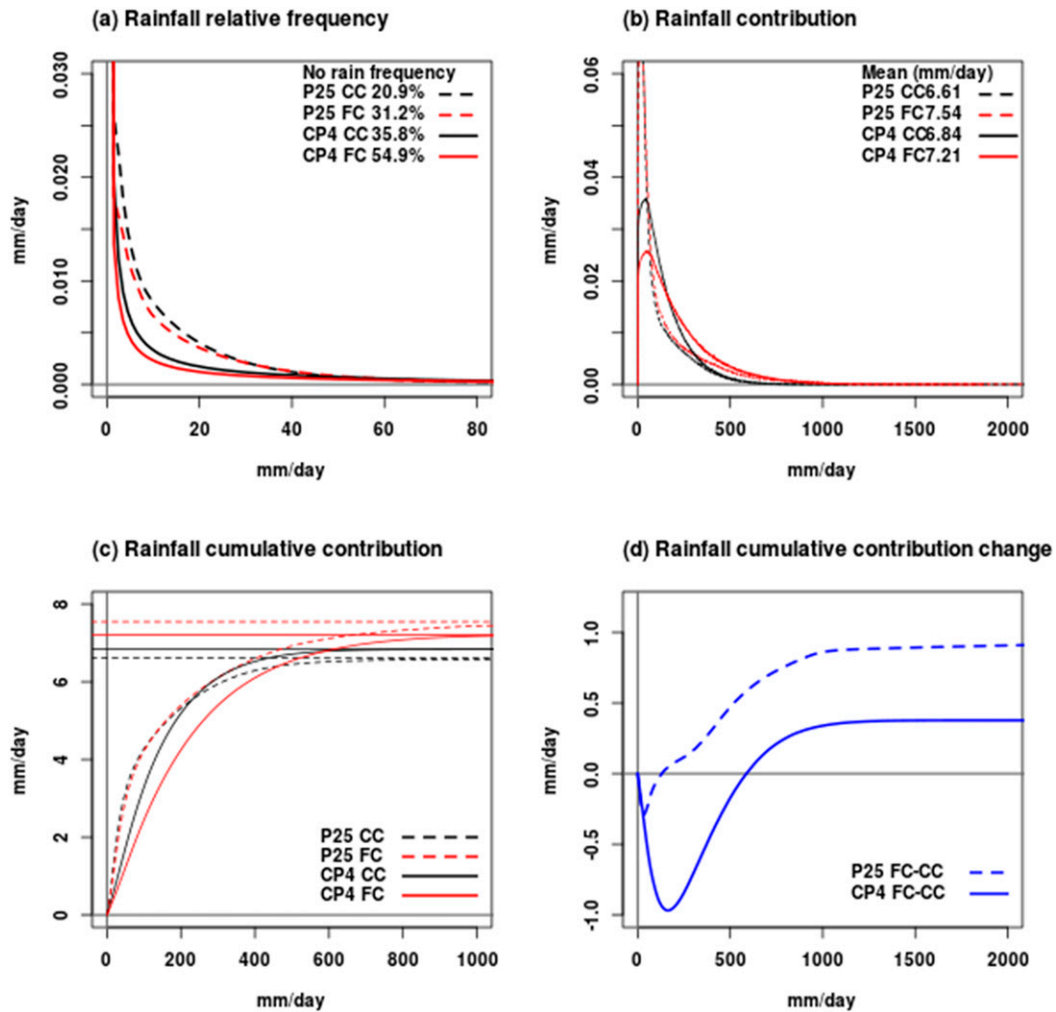 (a) Rainfall relative frequency
No rain frequency
P25 CC 20.9%
P25 FC 31.2%
CP4 CC 35.8%
CP4 FC 54.9%
0.030
0.020
0.010
0.000
mm/day
0 20 40 60 80
mm/day
(b) Rainfall contribution
Mean (mm/day)
P25 CC6.61
P25 FC7.54
CP4 CC6.84
CP4 FC7.21
0.06
0.04
0.02
0.00
mm/day
0 500 1000 1500 2000
mm/day
(c) Rainfall cumulative contribution
8
6
4
2
0
mm/day
P25 CC
P25 FC
CP4 CC
CP4 FC
0 200 400 600 800 1000
mm/day
(d) Rainfall cumulative contribution change
1.0
0.5
0.0
-0.5
-1.0
mm/day
P25 FC-CC
CP4 FC-CC
0 500 1000 1500 2000
mm/day